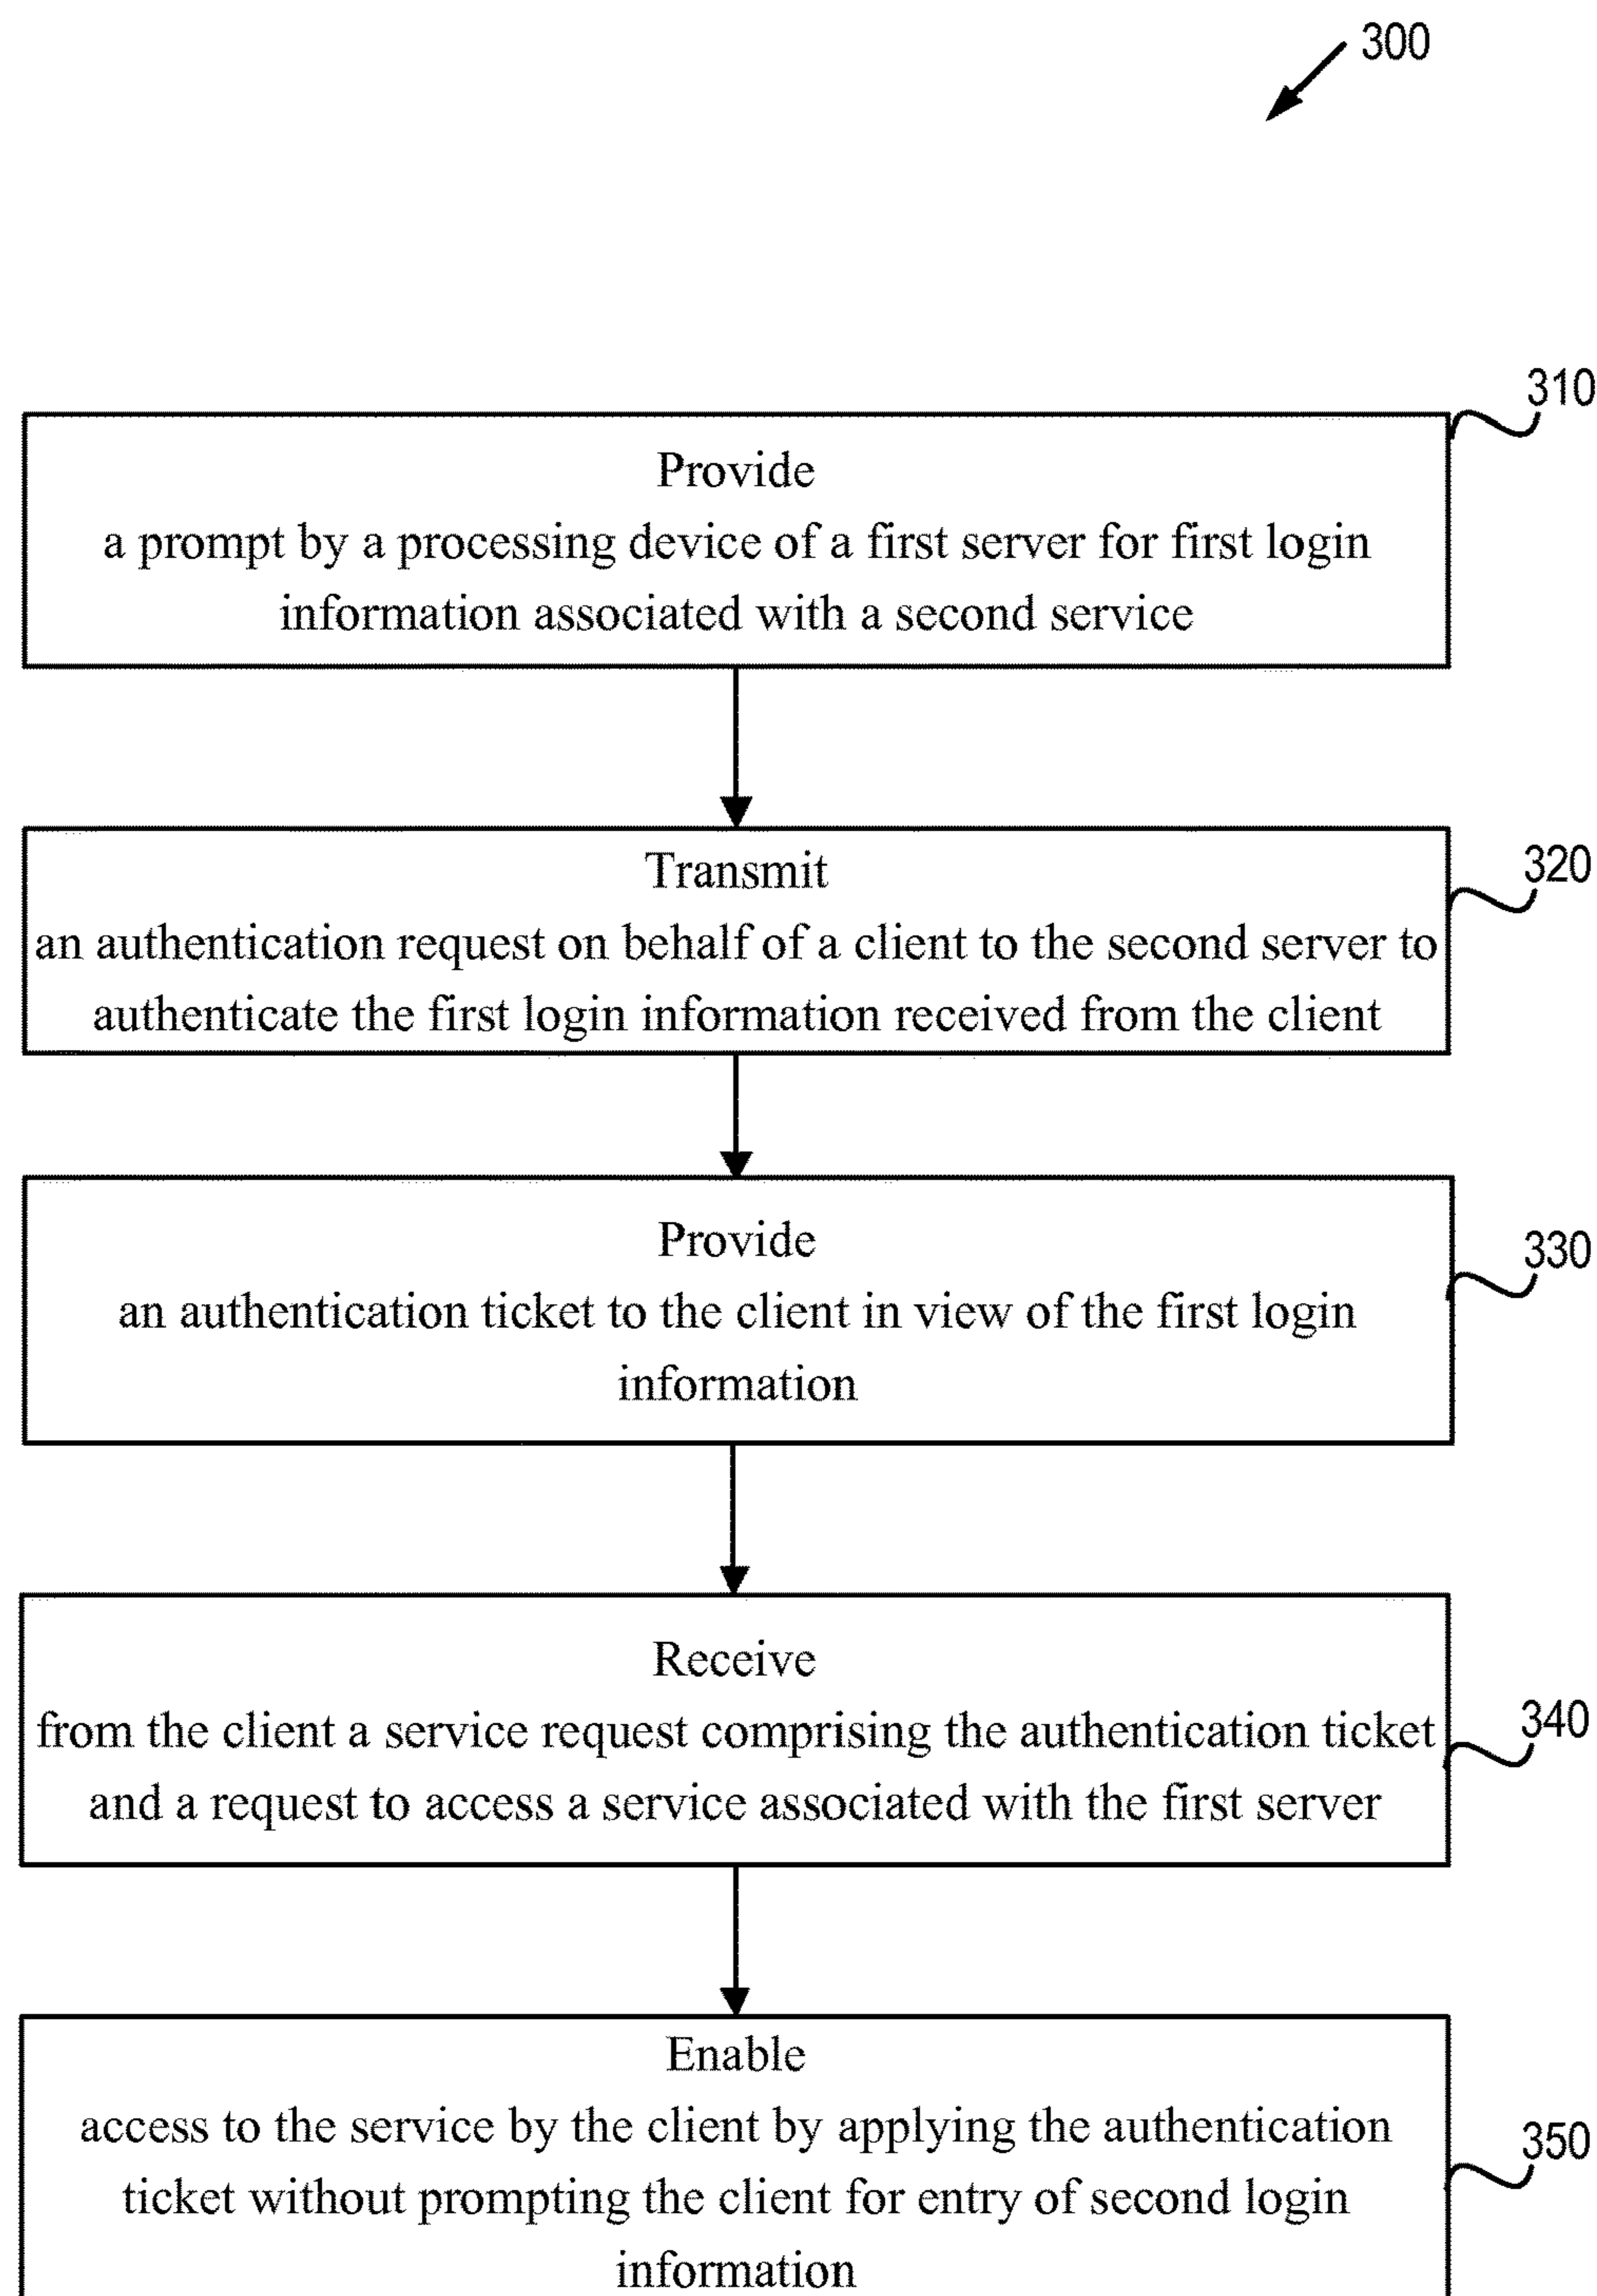 300
310
Provide
a prompt by a processing device of a first server for first login
information associated with a second service
320
Transmit
an authentication request on behalf of a client to the second server to
authenticate the first login information received from the client
330
Provide
an authentication ticket to the client in view of the first login
information
340
Receive
from the client a service request comprising the authentication ticket
and a request to access a service associated with the first server
350
Enable
access to the service by the client by applying the authentication
ticket without prompting the client for entry of second login
information